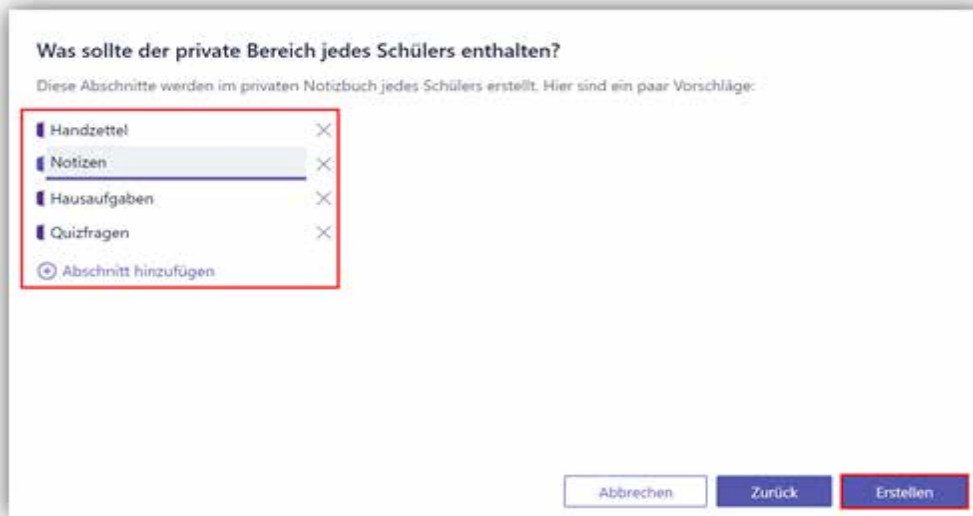 Was sollte der private Bereich jedes Schülers enthalten?
Diese Abschnitte werden im privaten Notizbuch jedes Schülers erstellt. Hier sind ein paar Vorschläge:
Handzettel
Notizen
Hausaufgaben
Quizfragen
Abschnitt hinzufügen
Abbrechen Zurück Erstellen